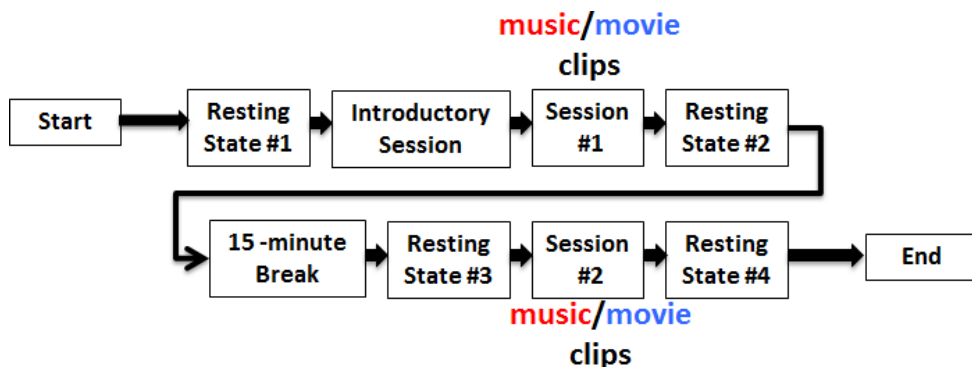 music/movie
clips
Start
Resting
State #1
Introductory
Session
Session
#1
Resting
State #2
15 -minute
Break
Resting
State #3
Session
#2
Resting
State #4
End
music/movie
clips